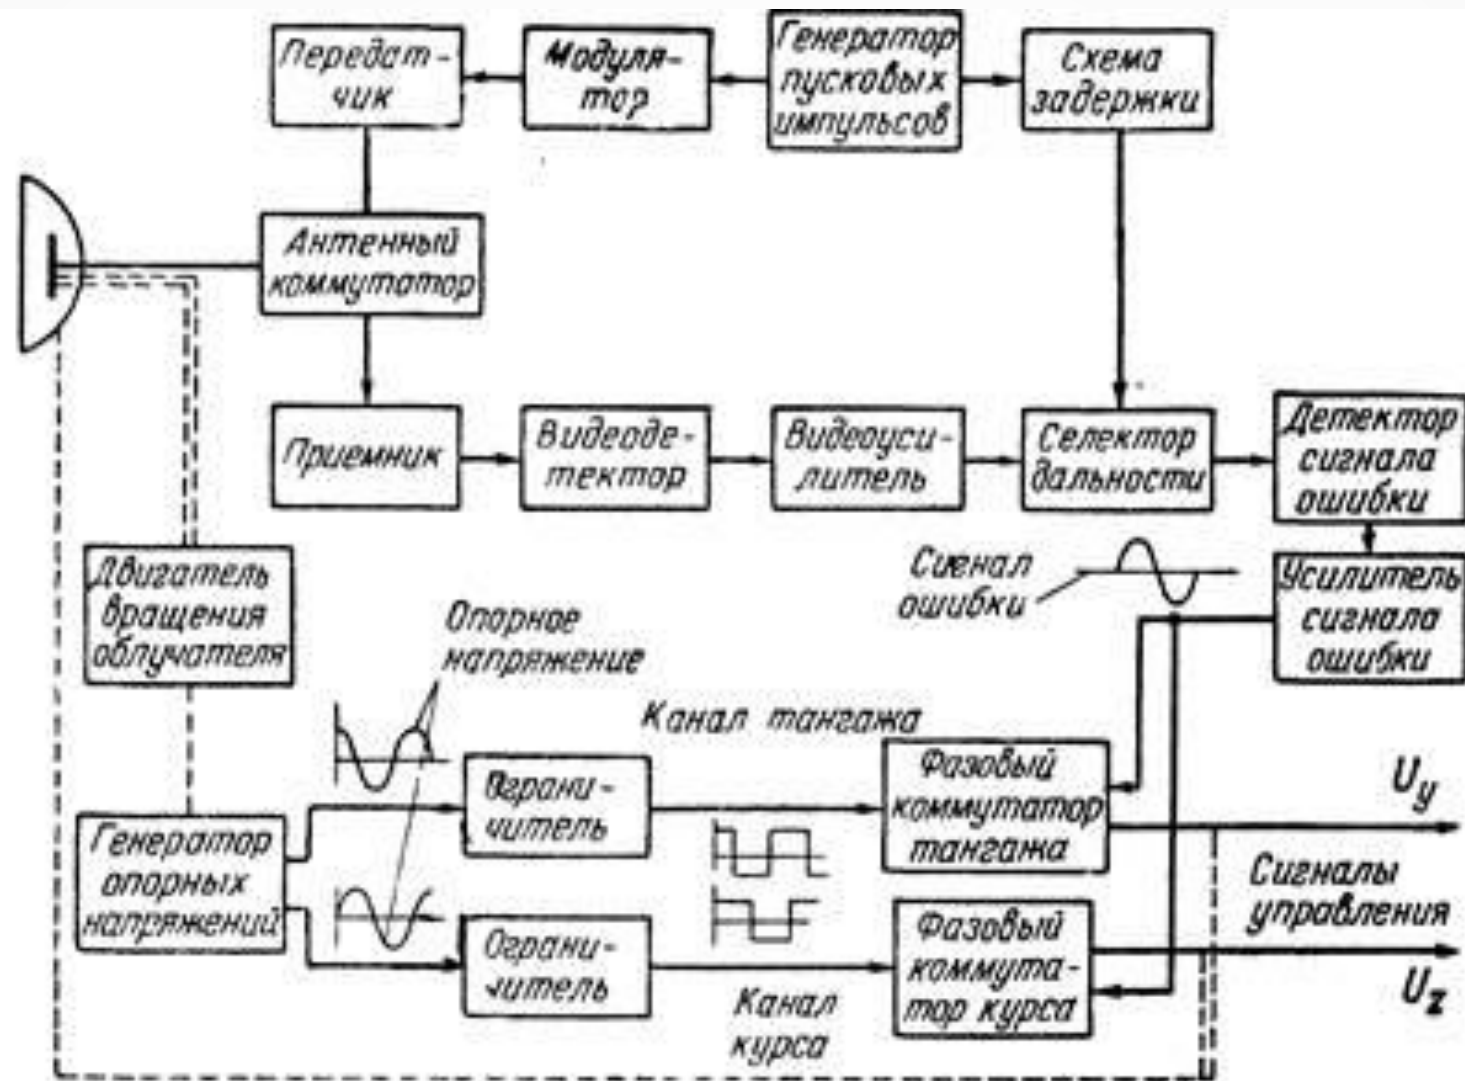 Передат-
чик
Модуля-
тор
Генератор
пусковых
импульсов
Схема
задержки
Антенный
коммутатор
Приемник
Видеоде-
тектор
Видеоуси-
литель
Селектор
дальности
Детектор
сигнала
ошибки
Сигнал
ошибки
Усилитель
сигнала
ошибки
Двигатель
вращения
облучателя
Опорное
напряжение
Канал тангажа
Ограни-
читель
Фазовый
коммутатор
тангажа
Uy
Генератор
опорных
напряжений
Сигналы
управления
Ограни-
читель
Фазовый
коммута-
тор курса
Uz
Канал
курса